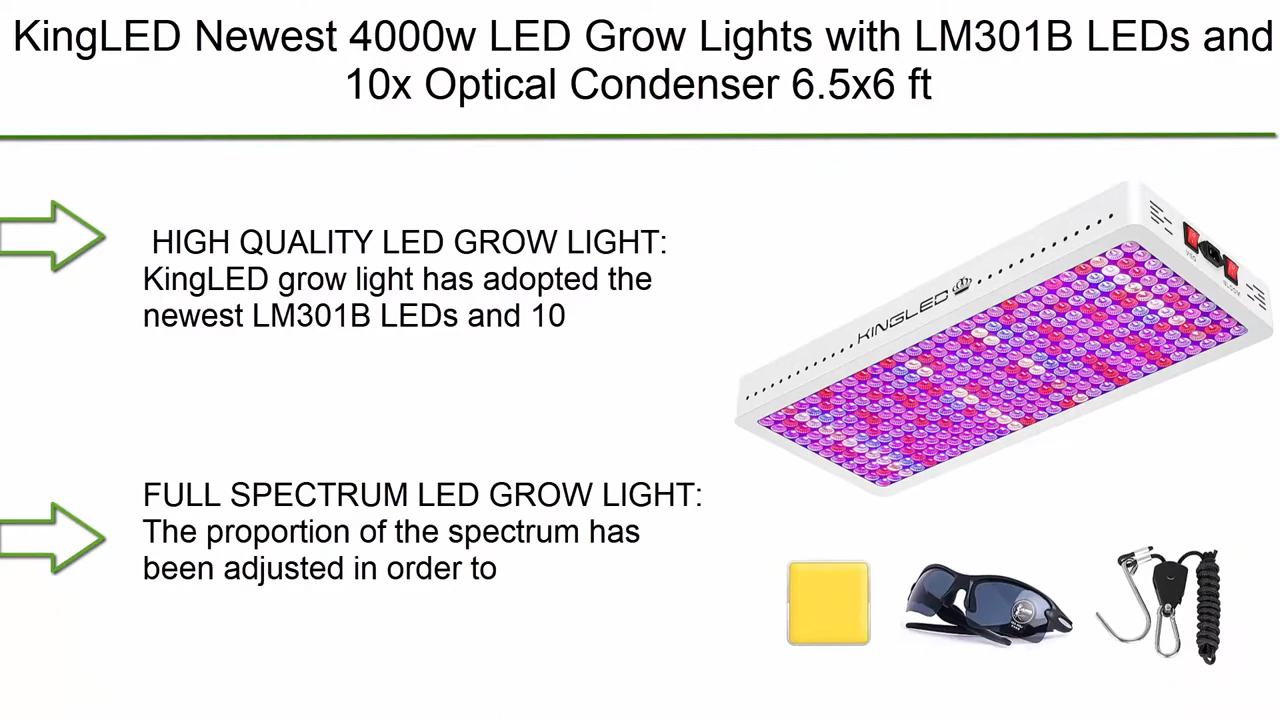 KingLED Newest 4000w LED Grow Lights with LM301B LEDs and
10x Optical Condenser 6.5x6 ft
HIGH QUALITY LED GROW LIGHT:
KingLED grow light has adopted the
newest LM301B LEDs and 10
FULL SPECTRUM LED GROW LIGHT:
The proportion of the spectrum has
been adjusted in order to
KINGLED
VEG
BLOOM